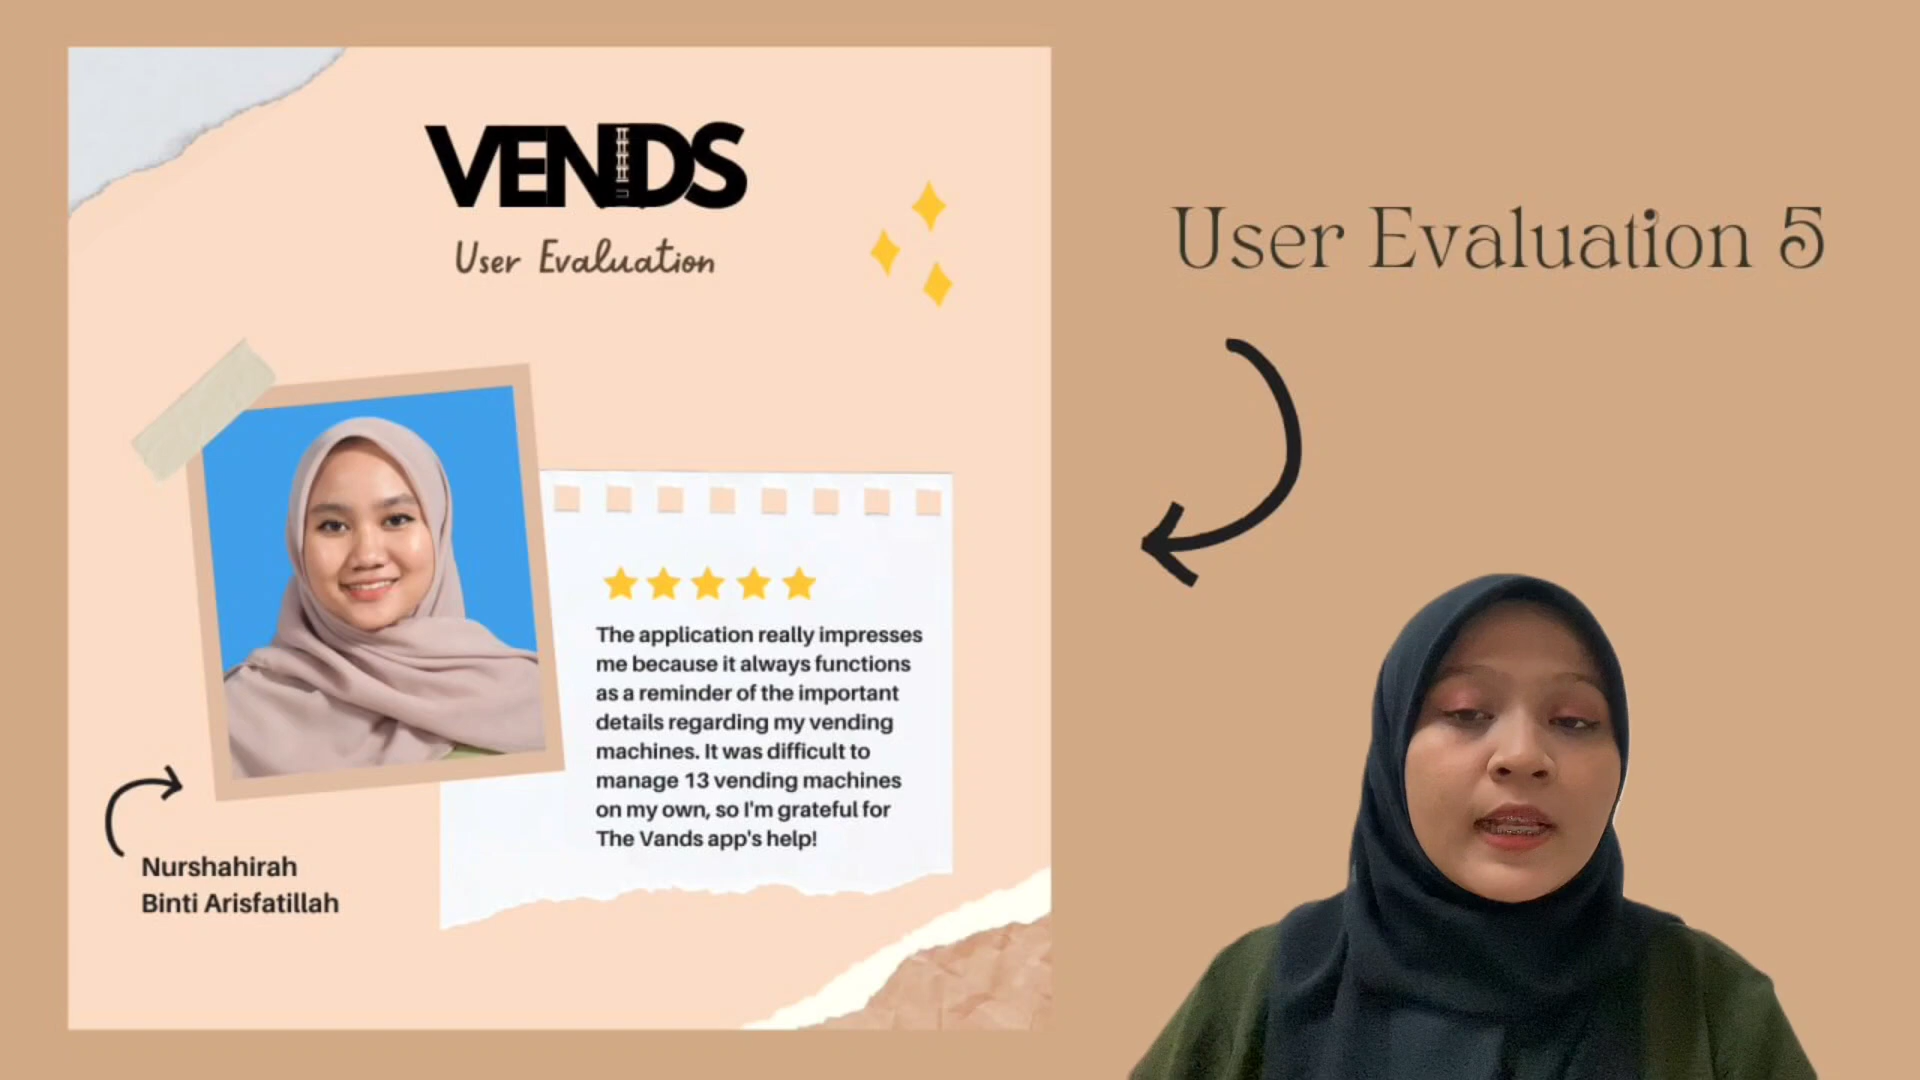 VENDS
User Evaluation
The application really impresses
me because it always functions
as a reminder of the important
details regarding my vending
machines. It was difficult to
manage 13 vending machines
on my own, so I'm grateful for
The Vands app's help!
Nurshahirah
Binti Arisfatillah
User Evaluation 5